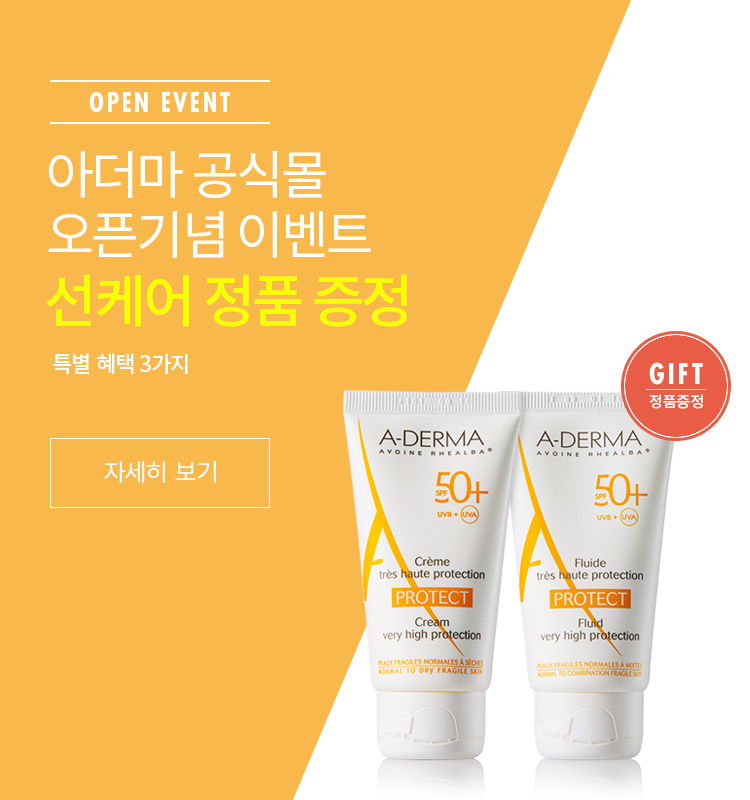 OPEN EVENT
아더마 공식몰
오픈기념 이벤트
선케어 정품 증정
특별 혜택 3가지
자세히 보기
GIFT
정품증정
A-DERMA
AVOINE RHEALBA®
SPF 50+
UVB + UVA
Crème
très haute protection
PROTECT
Cream
very high protection
PEAUX FRAGILES NORMALES À SÈCHES
NORMAL TO DRY FRAGILE SKIN
A-DERMA
AVOINE RHEALBA®
SPF 50+
UVB + UVA
Fluide
très haute protection
PROTECT
Fluid
very high protection
PEAUX FRAGILES NORMALES À MIXTES
NORMAL TO COMBINATION FRAGILE SKIN